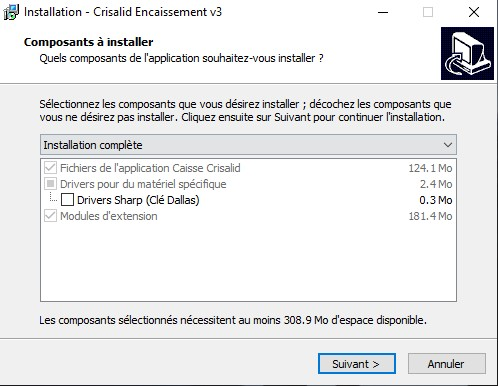 Installation - Crisalid Encaissement v3
Composants à installer
Quels composants de l'application souhaitez-vous installer ?
Sélectionnez les composants que vous désirez installer ; décochez les composants que
vous ne désirez pas installer. Cliquez ensuite sur Suivant pour continuer l'installation.
Installation complète
Fichiers de l'application Caisse Crisalid 124.1 Mo
Drivers pour du matériel spécifique 2.4 Mo
Drivers Sharp (Clé Dallas) 0.3 Mo
Modules d'extension 181.4 Mo
Les composants sélectionnés nécessitent au moins 308.9 Mo d'espace disponible.
Suivant > Annuler